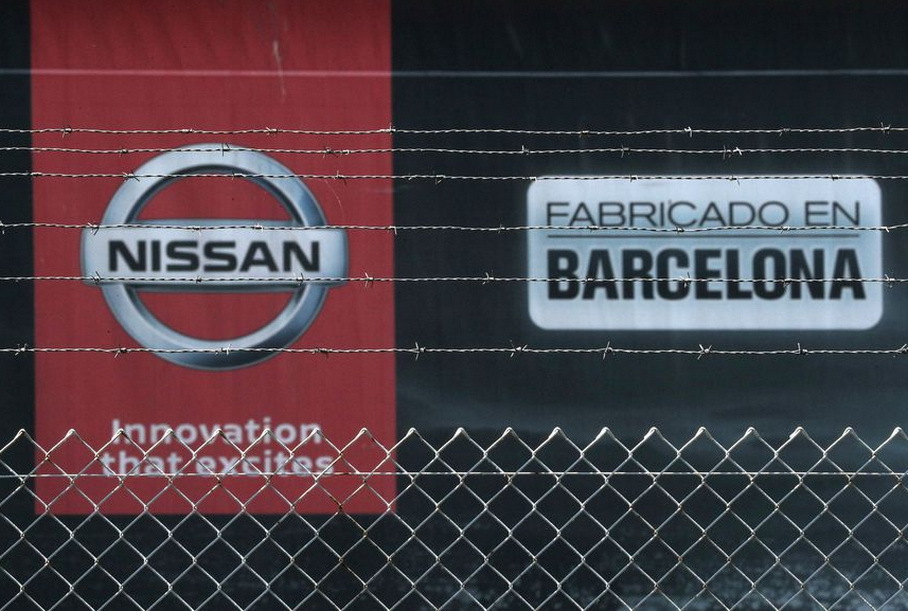 NISSAN
Innovation
that excites
FABRICADO EN
BARCELONA